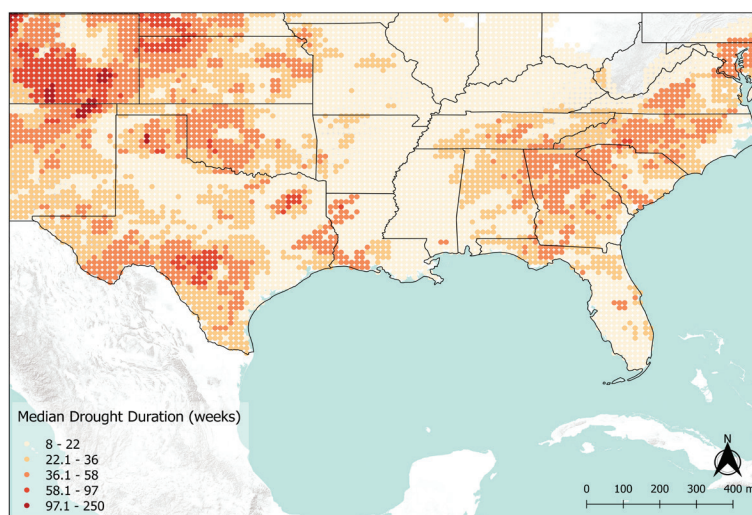 Median Drought Duration (weeks)
8 - 22
22.1 - 36
36.1 - 58
58.1 - 97
97.1 - 250
N
0 100 200 300 400 m